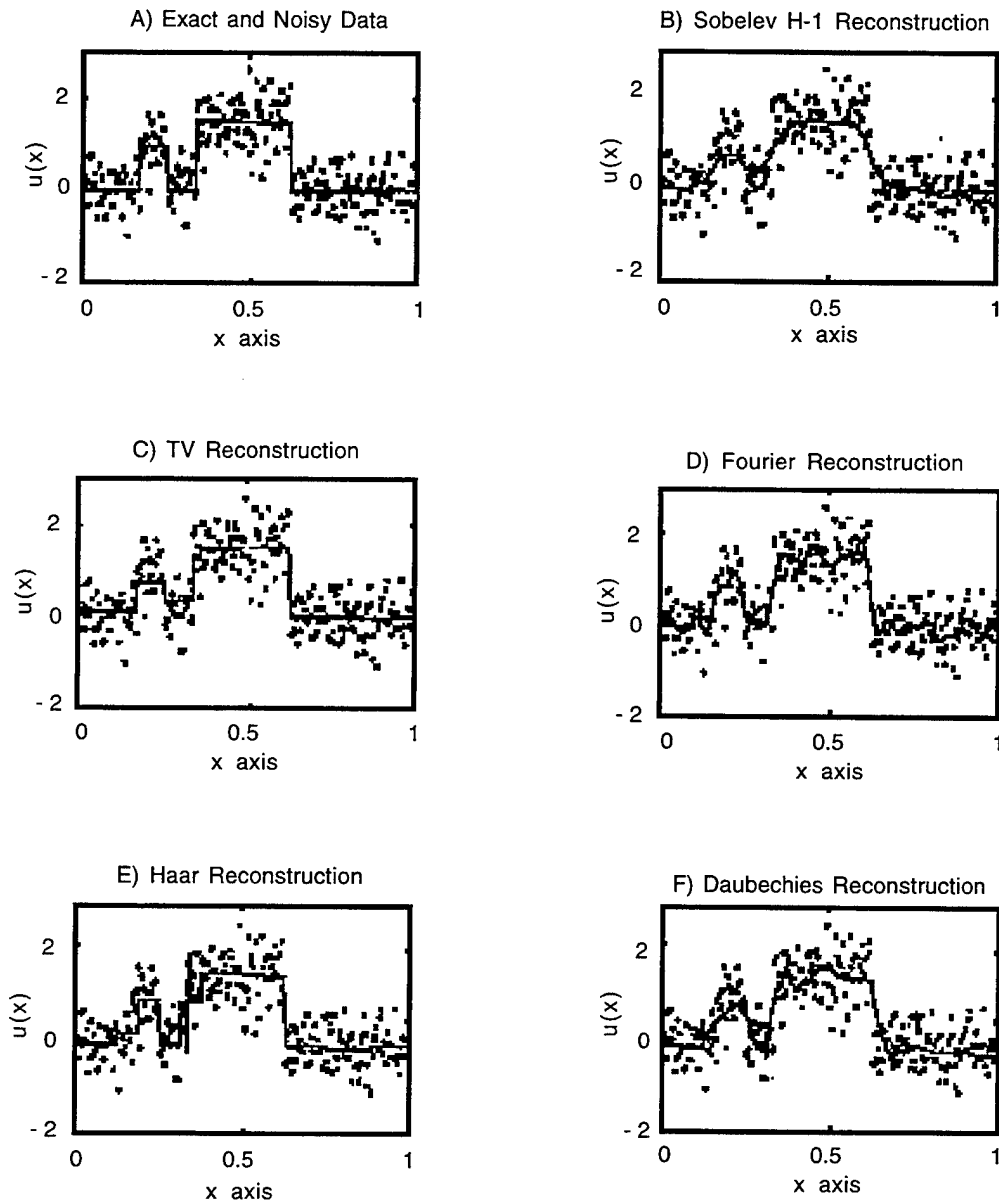 A) Exact and Noisy Data
2
0
-2
u(x)
0 0.5 1
x axis
B) Sobelev H-1 Reconstruction
2
0
-2
u(x)
0 0.5 1
x axis
C) TV Reconstruction
2
0
-2
u(x)
0 0.5 1
x axis
D) Fourier Reconstruction
2
0
-2
u(x)
0 0.5 1
x axis
E) Haar Reconstruction
2
0
-2
u(x)
0 0.5 1
x axis
F) Daubechies Reconstruction
2
0
-2
u(x)
0 0.5 1
x axis